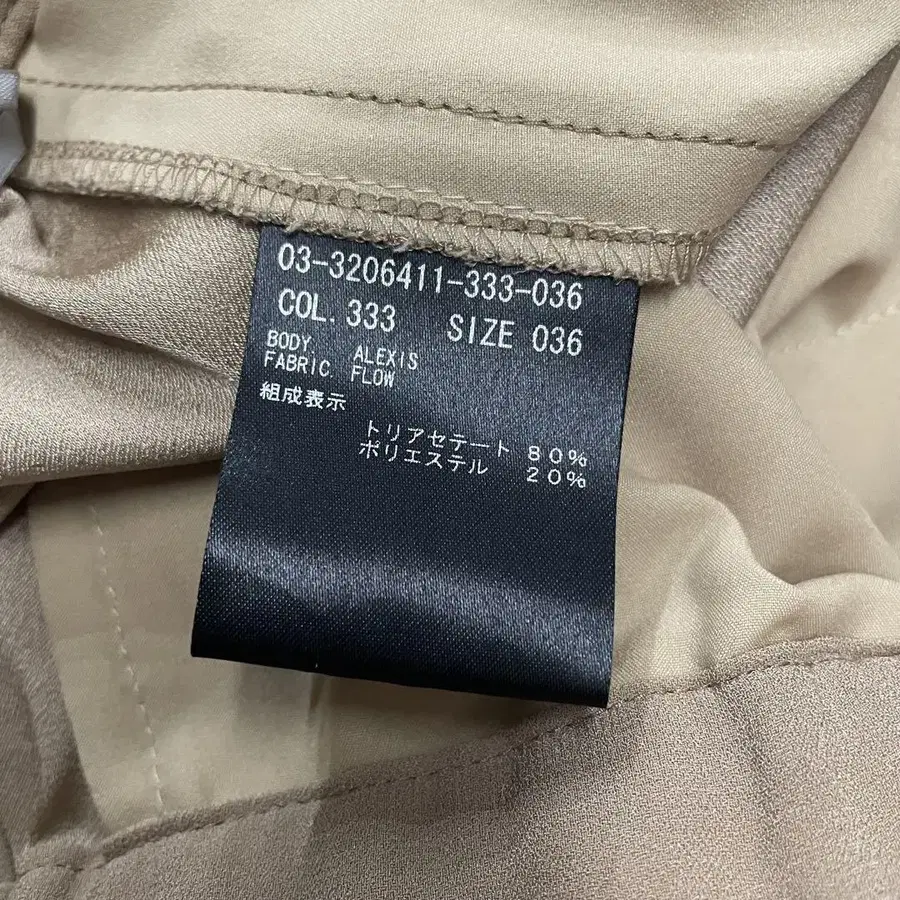 03-3206411-333-036
COL. 333 SIZE 036
BODY ALEXIS
FABRIC FLOW
組成表示
トリアセテート 80%
ポリエステル 20%